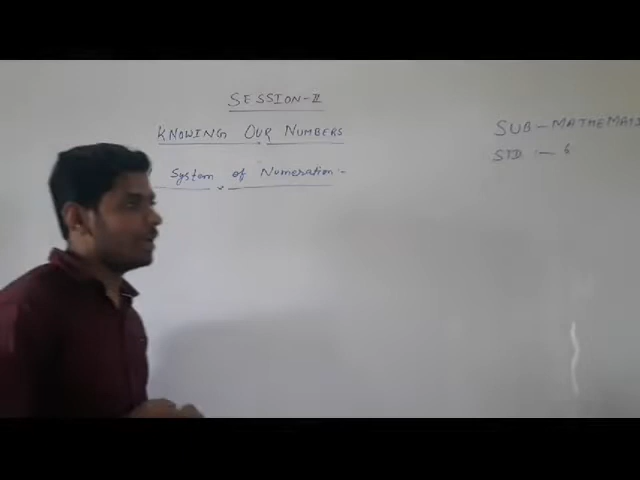 SESSION-II
KNOWING OUR NUMBERS
System of Numeration:-
SUB - MATHEMATI
STD :- 6